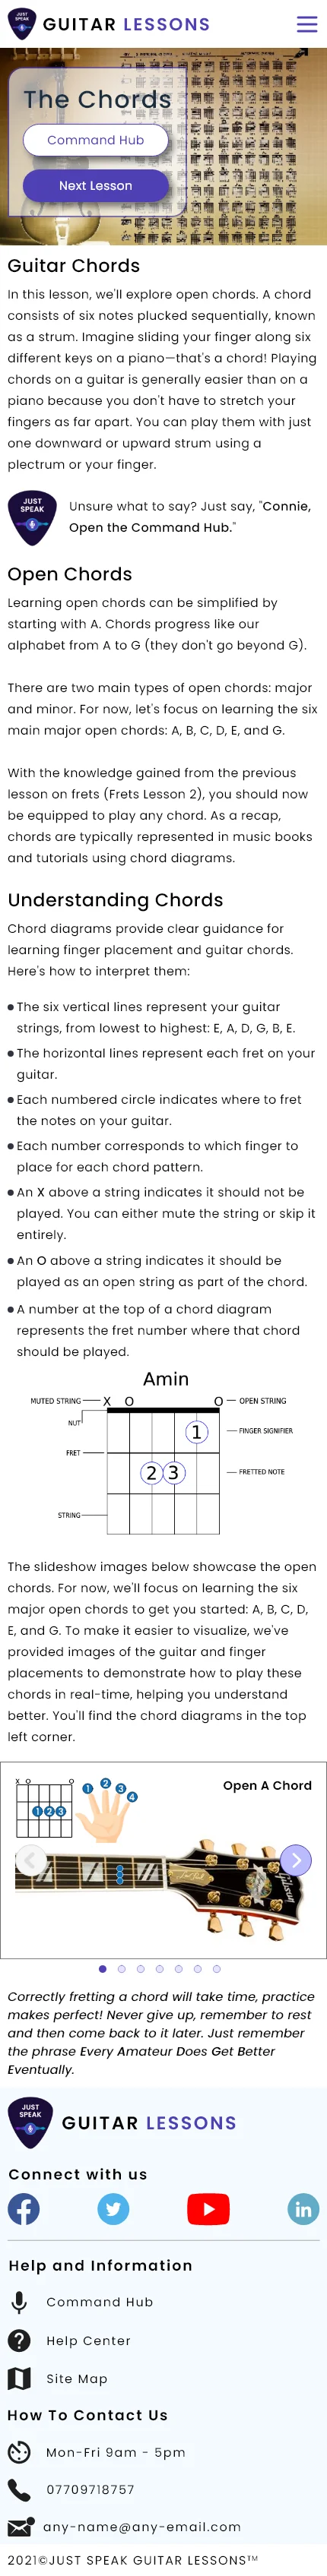 JUST SPEAK GUITAR LESSONS
The Chords
Command Hub
Next Lesson
Guitar Chords
In this lesson, we'll explore open chords. A chord
consists of six notes plucked sequentially, known
as a strum. Imagine sliding your finger along six
different keys on a piano—that's a chord! Playing
chords on a guitar is generally easier than on a
piano because you don't have to stretch your
fingers as far apart. You can play them with just
one downward or upward strum using a
plectrum or your finger.
JUST
SPEAK
Unsure what to say? Just say, "Connie,
Open the Command Hub."
Open Chords
Learning open chords can be simplified by
starting with A. Chords progress like our
alphabet from A to G (they don't go beyond G).
There are two main types of open chords: major
and minor. For now, let's focus on learning the six
main major open chords: A, B, C, D, E, and G.
With the knowledge gained from the previous
lesson on frets (Frets Lesson 2), you should now
be equipped to play any chord. As a recap,
chords are typically represented in music books
and tutorials using chord diagrams.
Understanding Chords
Chord diagrams provide clear guidance for
learning finger placement and guitar chords.
Here's how to interpret them:
The six vertical lines represent your guitar
strings, from lowest to highest: E, A, D, G, B, E.
The horizontal lines represent each fret on your
guitar.
Each numbered circle indicates where to fret
the notes on your guitar.
Each number corresponds to which finger to
place for each chord pattern.
An X above a string indicates it should not be
played. You can either mute the string or skip it
entirely.
An O above a string indicates it should be
played as an open string as part of the chord.
A number at the top of a chord diagram
represents the fret number where that chord
should be played.
Amin
MUTED STRING X O O OPEN STRING
NUT
1 FINGER SIGNIFIER
FRET
2 3 FRETTED NOTE
STRING
The slideshow images below showcase the open
chords. For now, we'll focus on learning the six
major open chords to get you started: A, B, C, D,
E, and G. To make it easier to visualize, we've
provided images of the guitar and finger
placements to demonstrate how to play these
chords in real-time, helping you understand
better. You'll find the chord diagrams in the top
left corner.
X O O
1 2 3 4
Open A Chord
1 2 3
Correctly fretting a chord will take time, practice
makes perfect! Never give up, remember to rest
and then come back to it later. Just remember
the phrase Every Amateur Does Get Better
Eventually.
JUST
SPEAK
GUITAR LESSONS
Connect with us
Help and Information
Command Hub
Help Center
Site Map
How To Contact Us
Mon-Fri 9am - 5pm
07709718757
any-name@any-email.com
2021©JUST SPEAK GUITAR LESSONS™